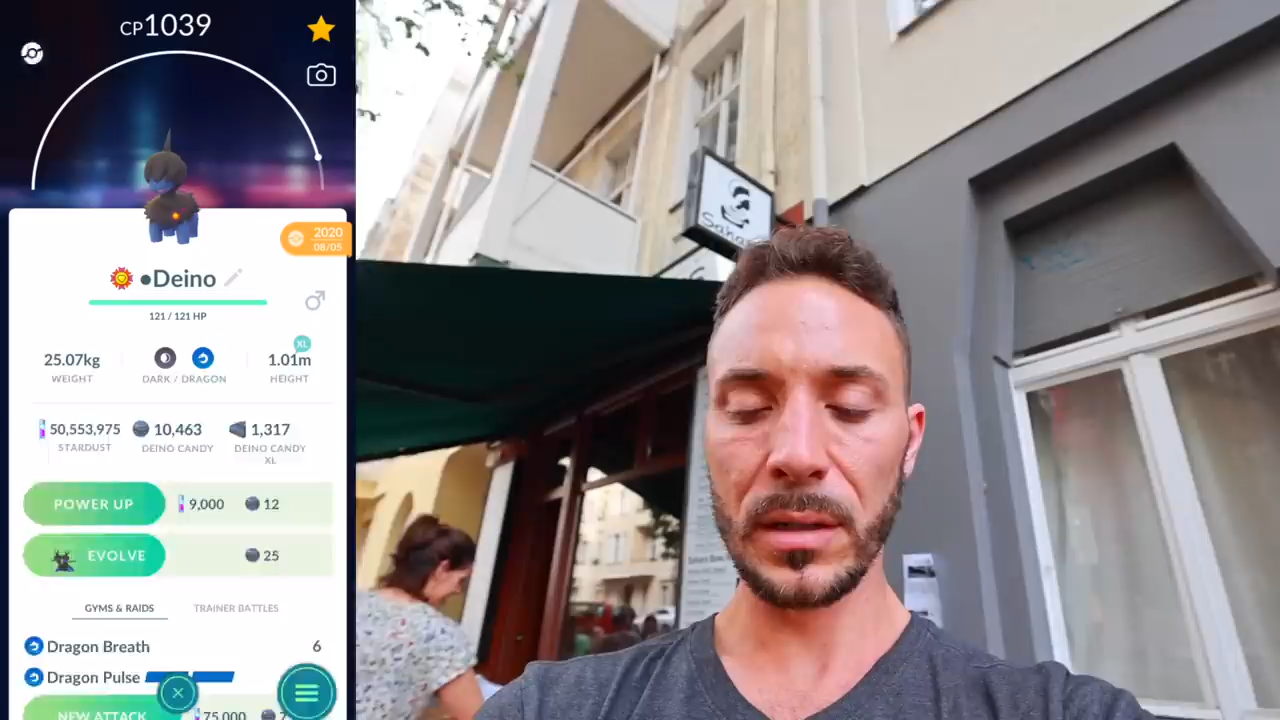 CP1039
2020
08/05
●Deino
121 / 121 HP
XL
25.07kg
1.01m
WEIGHT
DARK / DRAGON
HEIGHT
50,553,975
10,463
1,317
STARDUST
DEINO CANDY
DEINO CANDY
XL
POWER UP
9,000
12
EVOLVE
25
GYMS & RAIDS
TRAINER BATTLES
Dragon Breath
6
Dragon Pulse
NEW ATTACK
75,000